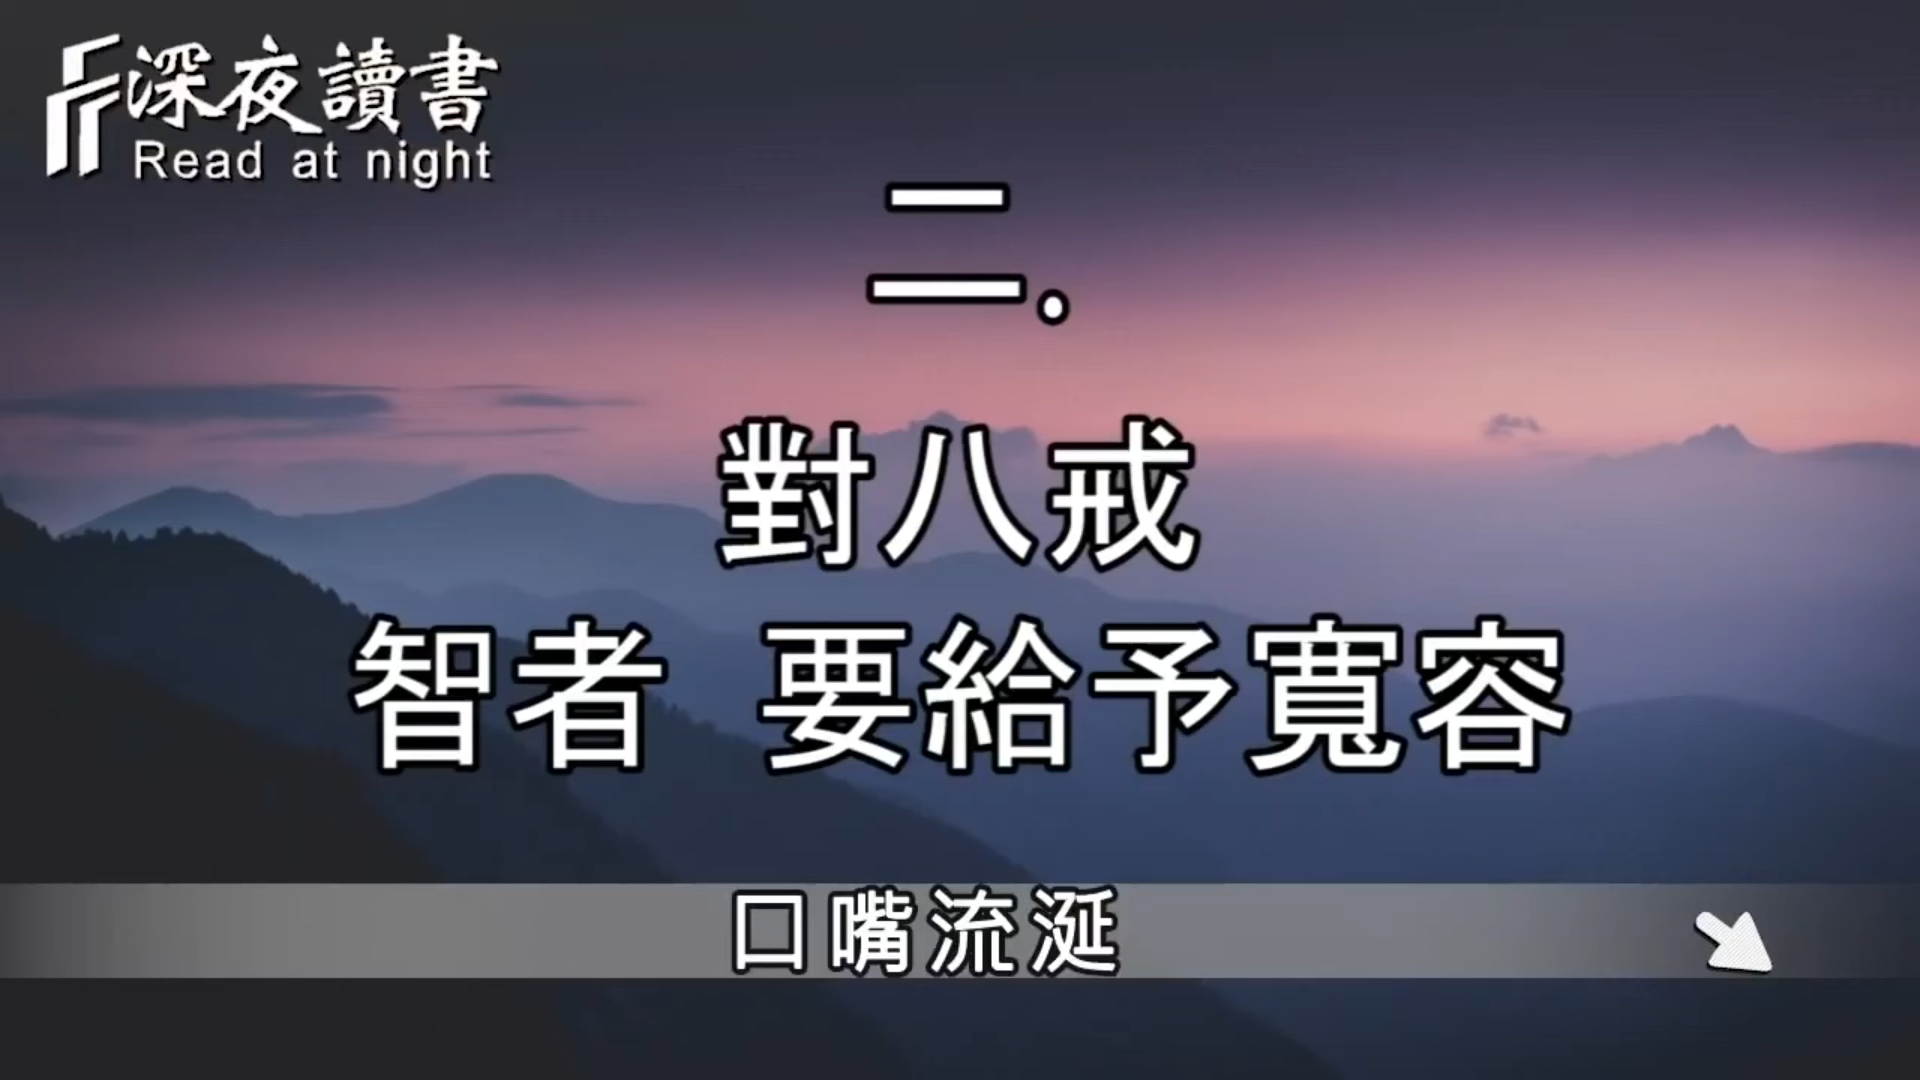 深夜讀書
Read at night
二.
對八戒
智者 要給予寬容
口嘴流涎